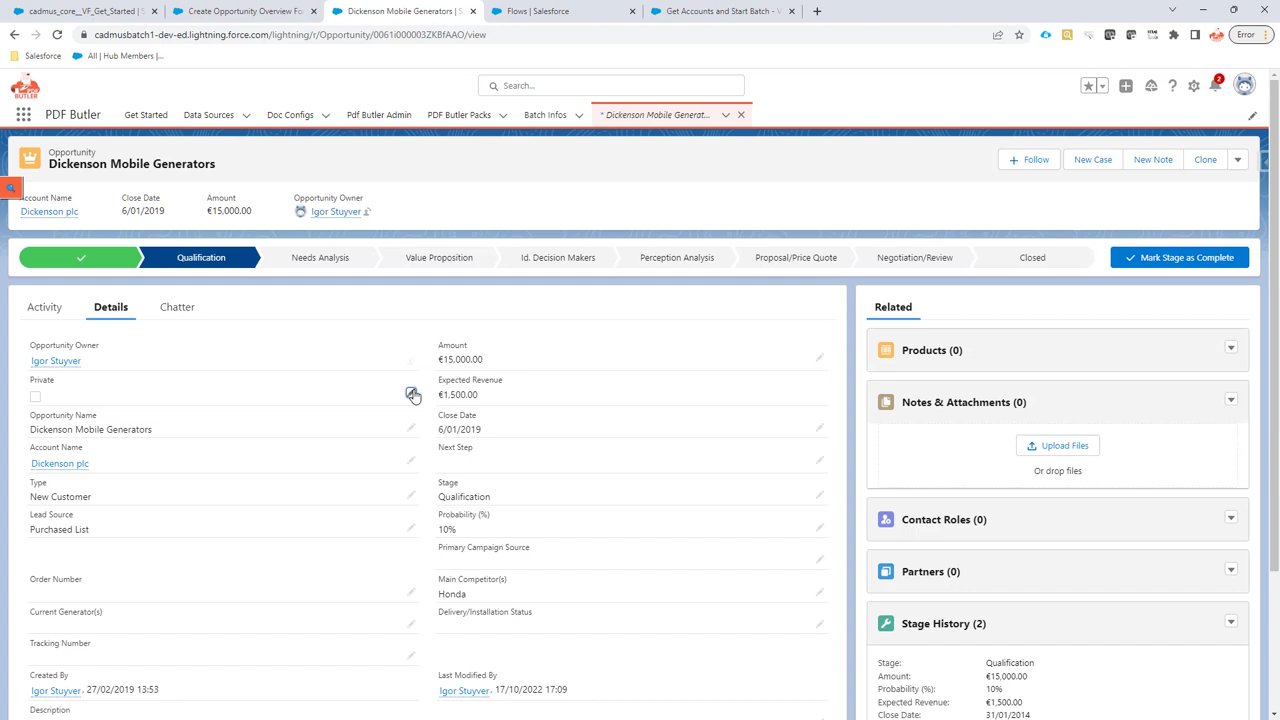 cadmus__core__VF_Get_Started | S
Create Opportunity Overview For
Dickenson Mobile Generators | S
Flows | Salesforce
Get Accounts and Start Batch - V
cadmusbatch1-dev-ed.lightning.force.com/lightning/r/Opportunity/0061i000003ZKBfAAO/view
Error
Salesforce
All | Hub Members |...
Search...
2
PDF Butler
Get Started
Data Sources
Doc Configs
Pdf Butler Admin
PDF Butler Packs
Batch Infos
* Dickenson Mobile Generat...
Opportunity
Dickenson Mobile Generators
Follow
New Case
New Note
Clone
Account Name
Close Date
Amount
Opportunity Owner
Dickenson plc
6/01/2019
€15,000.00
Igor Stuyver
Qualification
Needs Analysis
Value Proposition
Id. Decision Makers
Perception Analysis
Proposal/Price Quote
Negotiation/Review
Closed
Mark Stage as Complete
Activity
Details
Chatter
Opportunity Owner
Igor Stuyver
Amount
€15,000.00
Private
Expected Revenue
€1,500.00
Opportunity Name
Dickenson Mobile Generators
Close Date
6/01/2019
Account Name
Dickenson plc
Next Step
Type
New Customer
Stage
Qualification
Lead Source
Purchased List
Probability (%)
10%
Primary Campaign Source
Order Number
Main Competitor(s)
Honda
Current Generator(s)
Delivery/Installation Status
Tracking Number
Created By
Igor Stuyver, 27/02/2019 13:53
Last Modified By
Igor Stuyver, 17/10/2022 17:09
Description
Related
Products (0)
Notes & Attachments (0)
Upload Files
Or drop files
Contact Roles (0)
Partners (0)
Stage History (2)
Stage: Qualification
Amount: €15,000.00
Probability (%): 10%
Expected Revenue: €1,500.00
Close Date: 31/01/2014